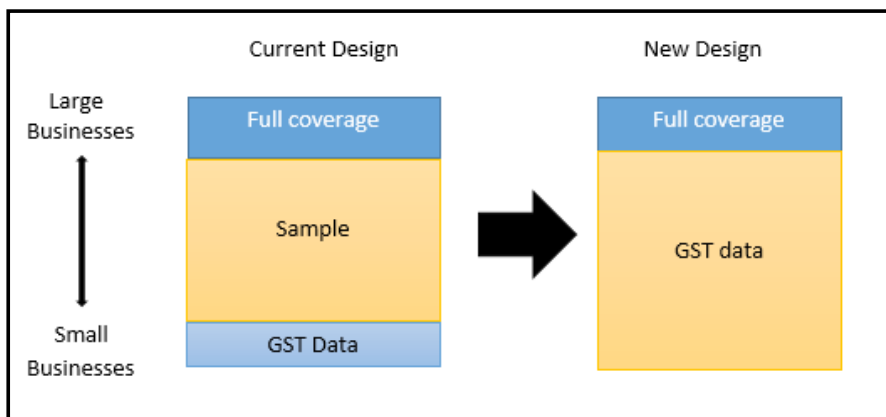 Current Design
New Design
Large
Businesses
Full coverage
Full coverage
Sample
GST data
Small
Businesses
GST Data